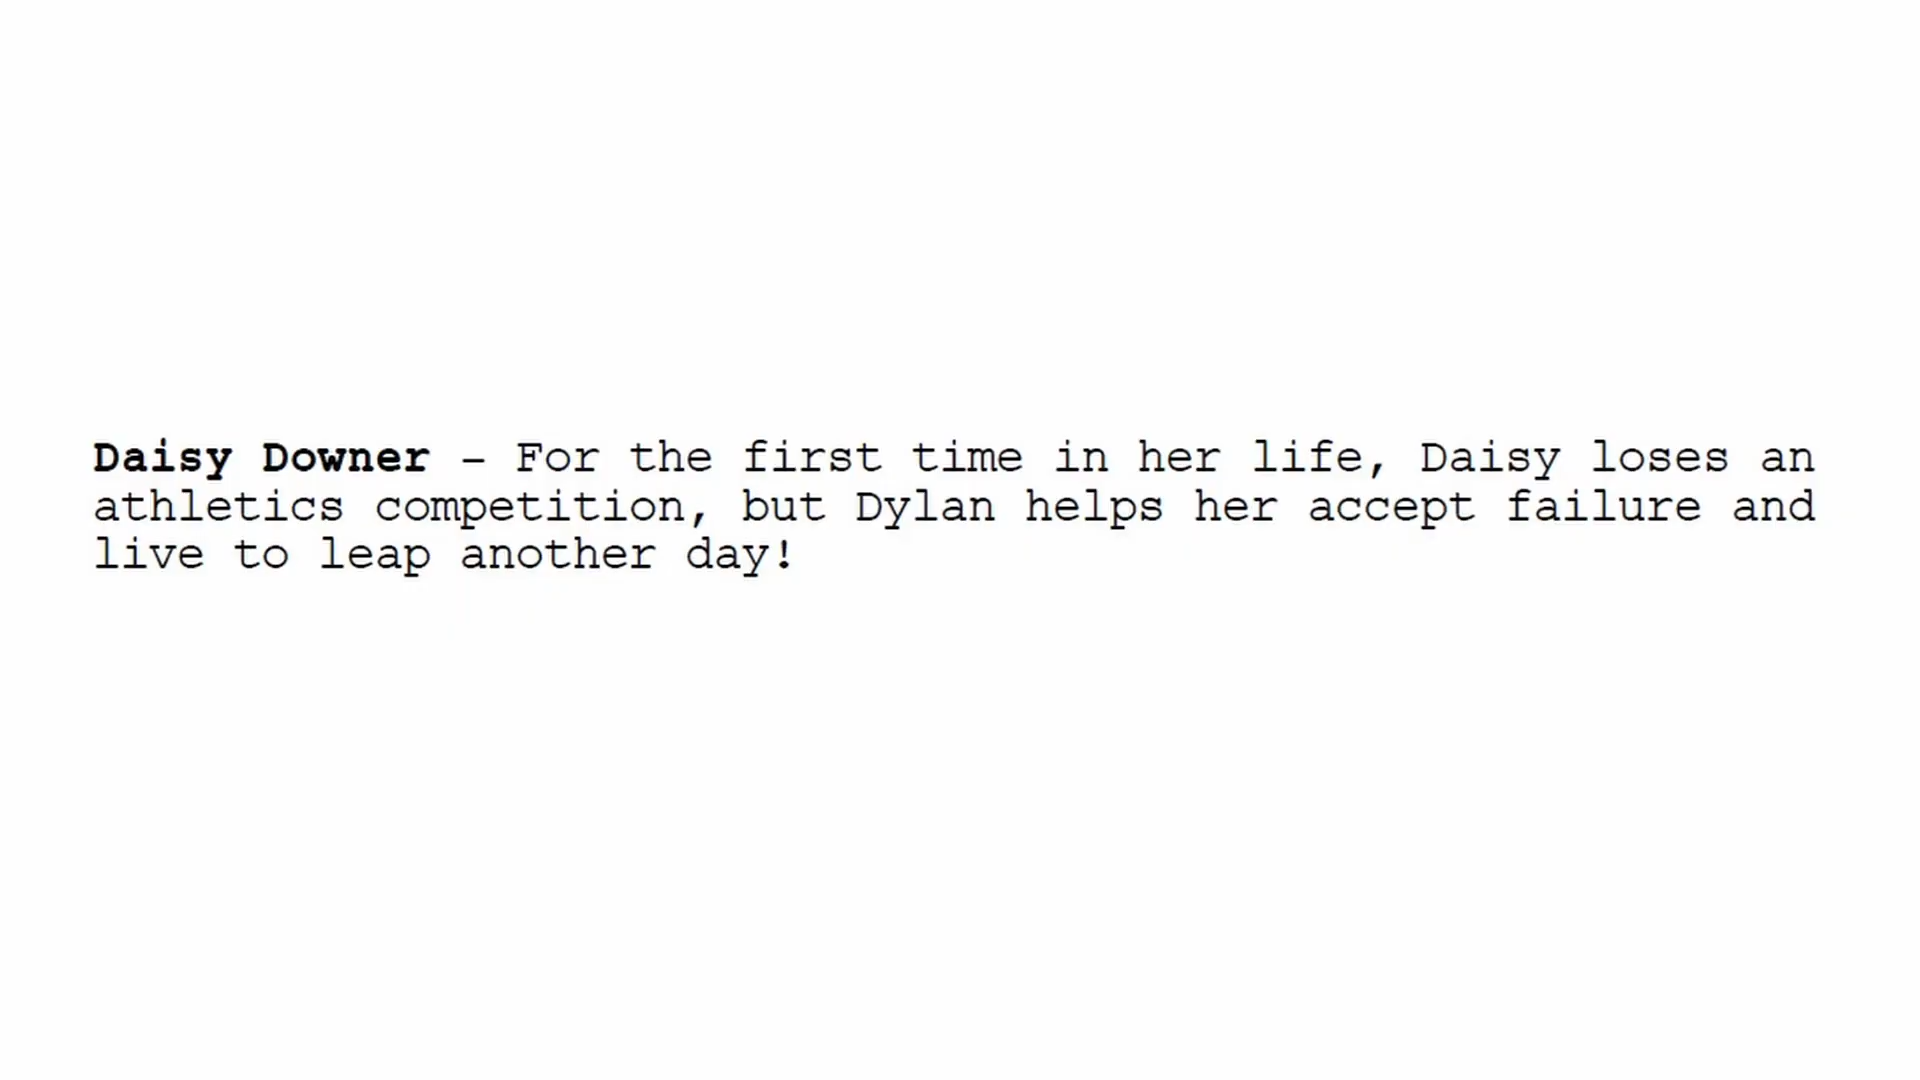 Daisy Downer – For the first time in her life, Daisy loses an
athletics competition, but Dylan helps her accept failure and
live to leap another day!